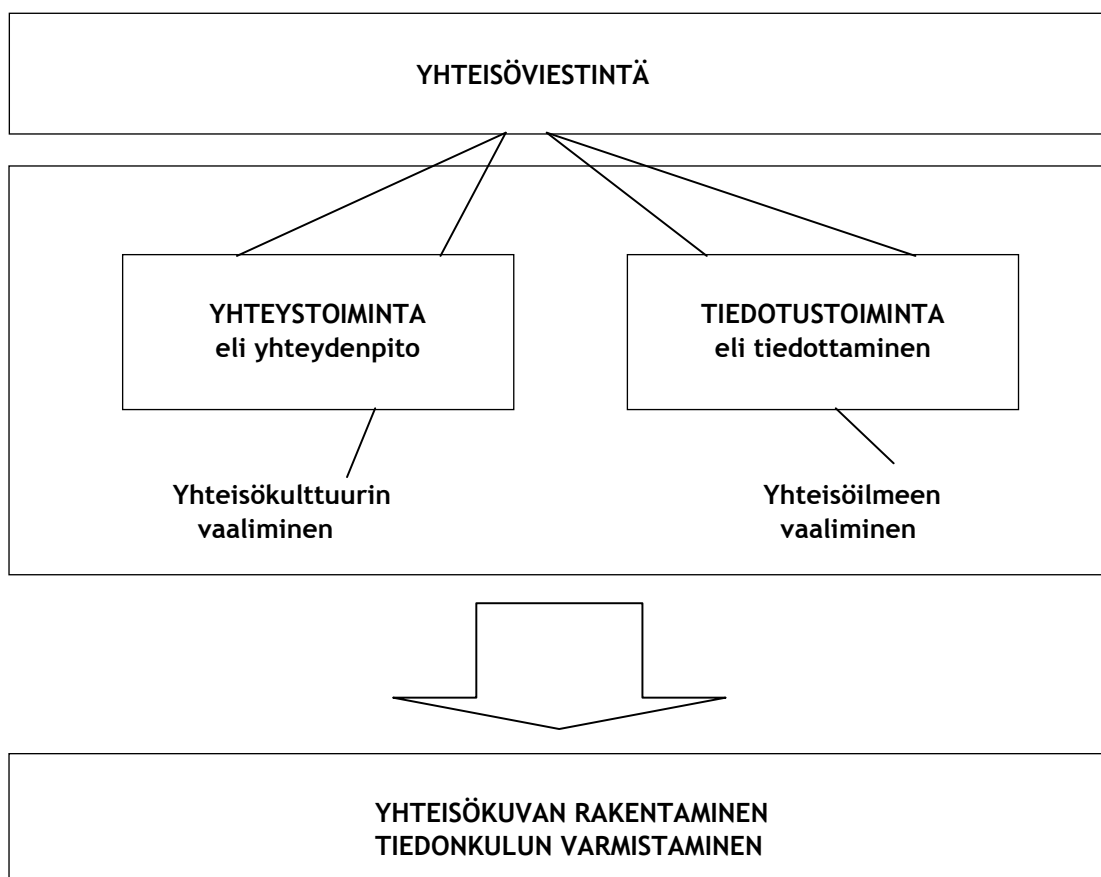 YHTEISÖVIESTINTÄ
YHTEYSTOIMINTA
eli yhteydenpito
TIEDOTUSTOIMINTA
eli tiedottaminen
Yhteisökulttuurin
vaaliminen
Yhteisöilmeen
vaaliminen
YHTEISÖKUVAN RAKENTAMINEN
TIEDONKULUN VARMISTAMINEN